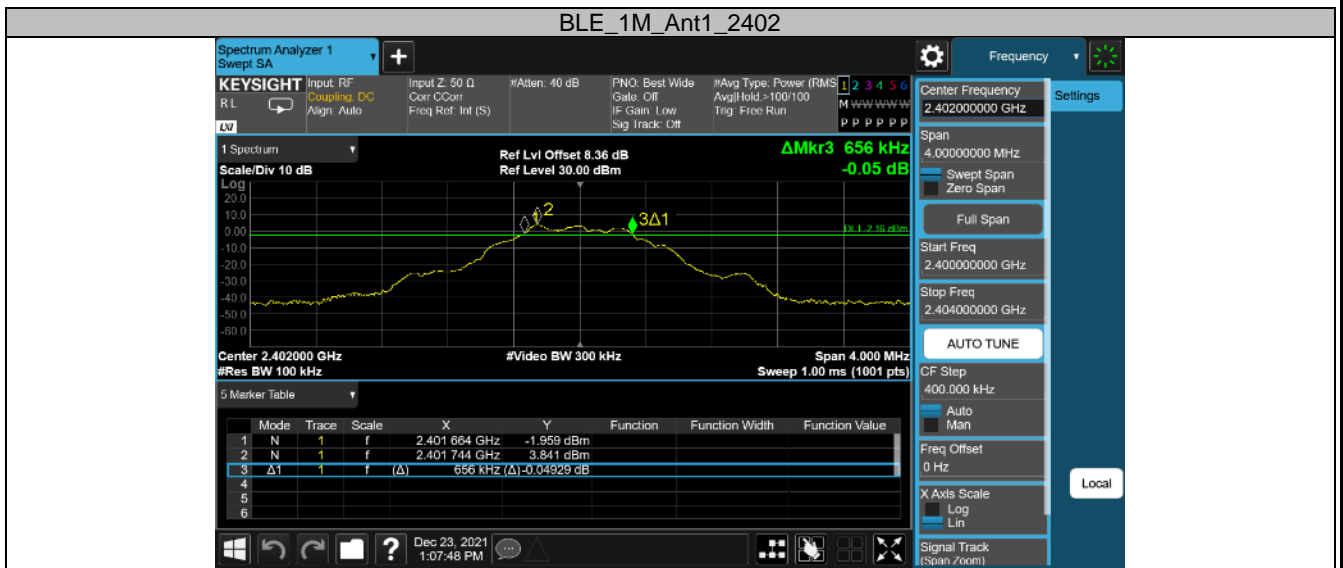 BLE_1M_Ant1_2402
Spectrum Analyzer 1
Swept SA
+
Frequency
KEYSIGHT
RL
Input: RF
Coupling: DC
Align: Auto
Input Z: 50 Ω
Corr CCorr
Freq Ref: Int (S)
#Atten: 40 dB
PNO: Best Wide
Gate: Off
IF Gain: Low
Sig Track: Off
#Avg Type: Power (RMS
Avg|Hold:>100/100
Trig: Free Run
1 2 3 4 5 6
M W W W W W
P P P P P P
Center Frequency
2.402000000 GHz
Settings
Span
4.00000000 MHz
Swept Span
Zero Span
Full Span
Start Freq
2.400000000 GHz
Stop Freq
2.404000000 GHz
AUTO TUNE
CF Step
400.000 kHz
Auto
Man
Freq Offset
0 Hz
X Axis Scale
Log
Lin
Signal Track
(Span Zoom)
Local
1 Spectrum
Scale/Div 10 dB
Ref Lvl Offset 8.36 dB
Ref Level 30.00 dBm
ΔMkr3 656 kHz
-0.05 dB
Log
20.0
10.0
0.00
-10.0
-20.0
-30.0
-40.0
-50.0
-60.0
2
3Δ1
DL1 -2.16 dBm
Center 2.402000 GHz
#Res BW 100 kHz
#Video BW 300 kHz
Span 4.000 MHz
Sweep 1.00 ms (1001 pts)
5 Marker Table
Mode Trace Scale X Y Function Function Width Function Value
1 N 1 f 2.401 664 GHz -1.959 dBm
2 N 1 f 2.401 744 GHz 3.841 dBm
3 Δ1 1 f (Δ) 656 kHz (Δ) -0.04929 dB
4
5
6
?
Dec 23, 2021
1:07:48 PM